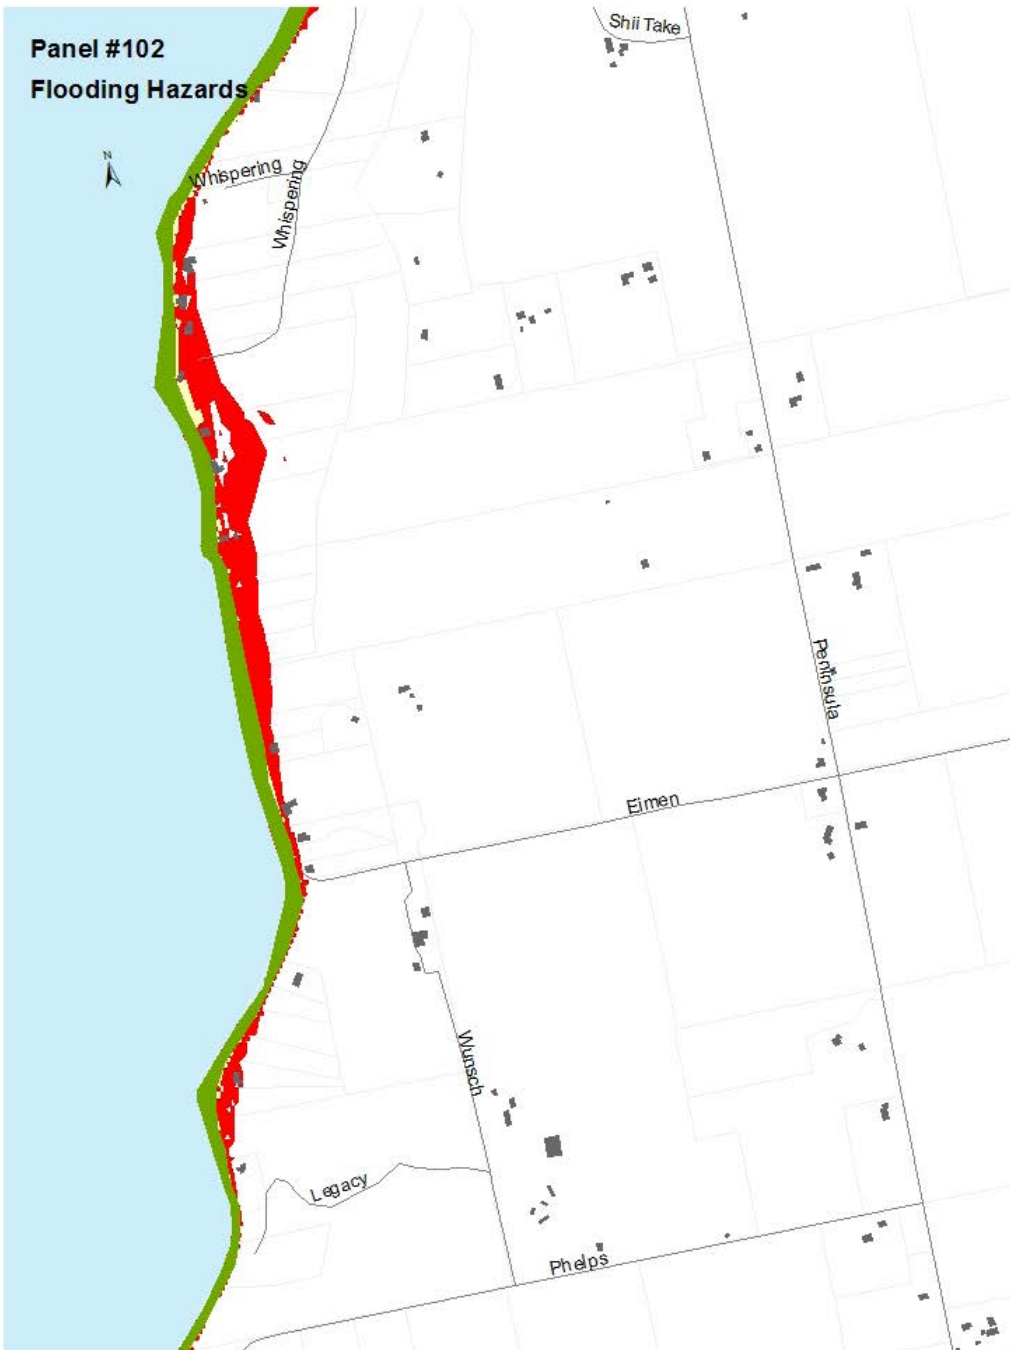 Panel #102
Flooding Hazards
N
Shii Take
Whispering
Whispering
Peninsula
Eimen
Wunsch
Legacy
Phelps